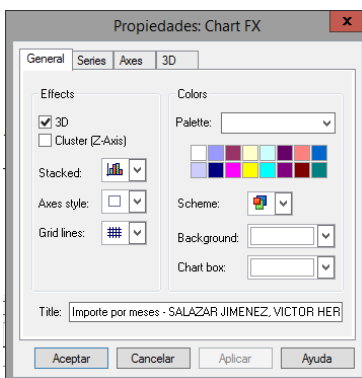 Propiedades: Chart FX
x
General Series Axes 3D
Effects
3D
Cluster (Z-Axis)
Stacked:
Axes style:
Grid lines:
Colors
Palette:
Scheme:
Background:
Chart box:
Title: Importe por meses - SALAZAR JIMENEZ, VICTOR HER
Aceptar Cancelar Aplicar Ayuda